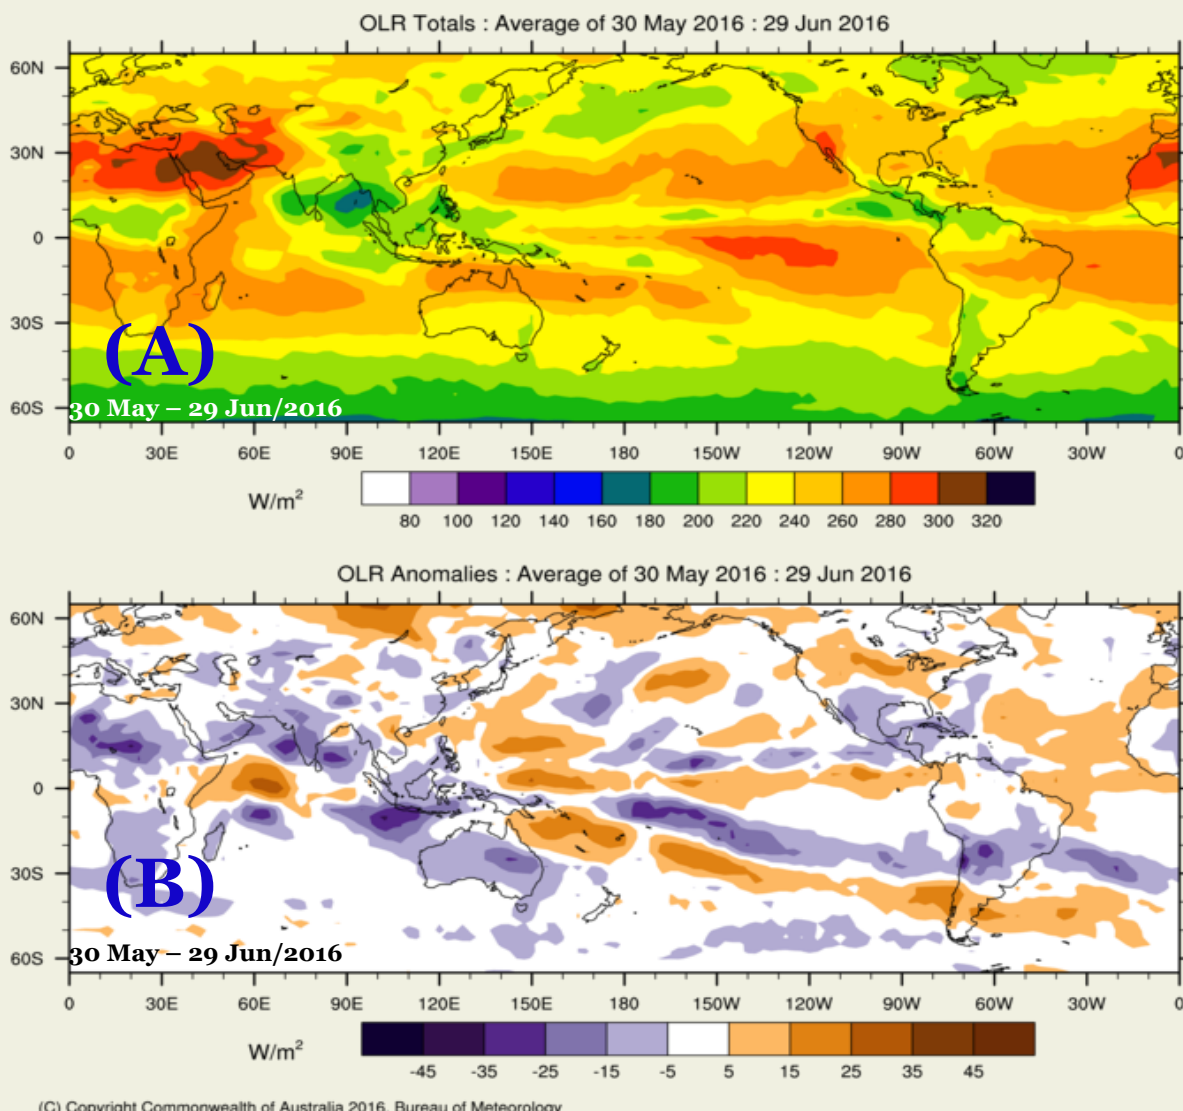 OLR Totals : Average of 30 May 2016 : 29 Jun 2016
60N
30N
0
30S
60S
(A)
30 May – 29 Jun/2016
0 30E 60E 90E 120E 150E 180 150W 120W 90W 60W 30W 0
W/m²
80 100 120 140 160 180 200 220 240 260 280 300 320
OLR Anomalies : Average of 30 May 2016 : 29 Jun 2016
60N
30N
0
30S
60S
(B)
30 May – 29 Jun/2016
0 30E 60E 90E 120E 150E 180 150W 120W 90W 60W 30W 0
W/m²
-45 -35 -25 -15 -5 5 15 25 35 45
(C) Copyright Commonwealth of Australia 2016, Bureau of Meteorology